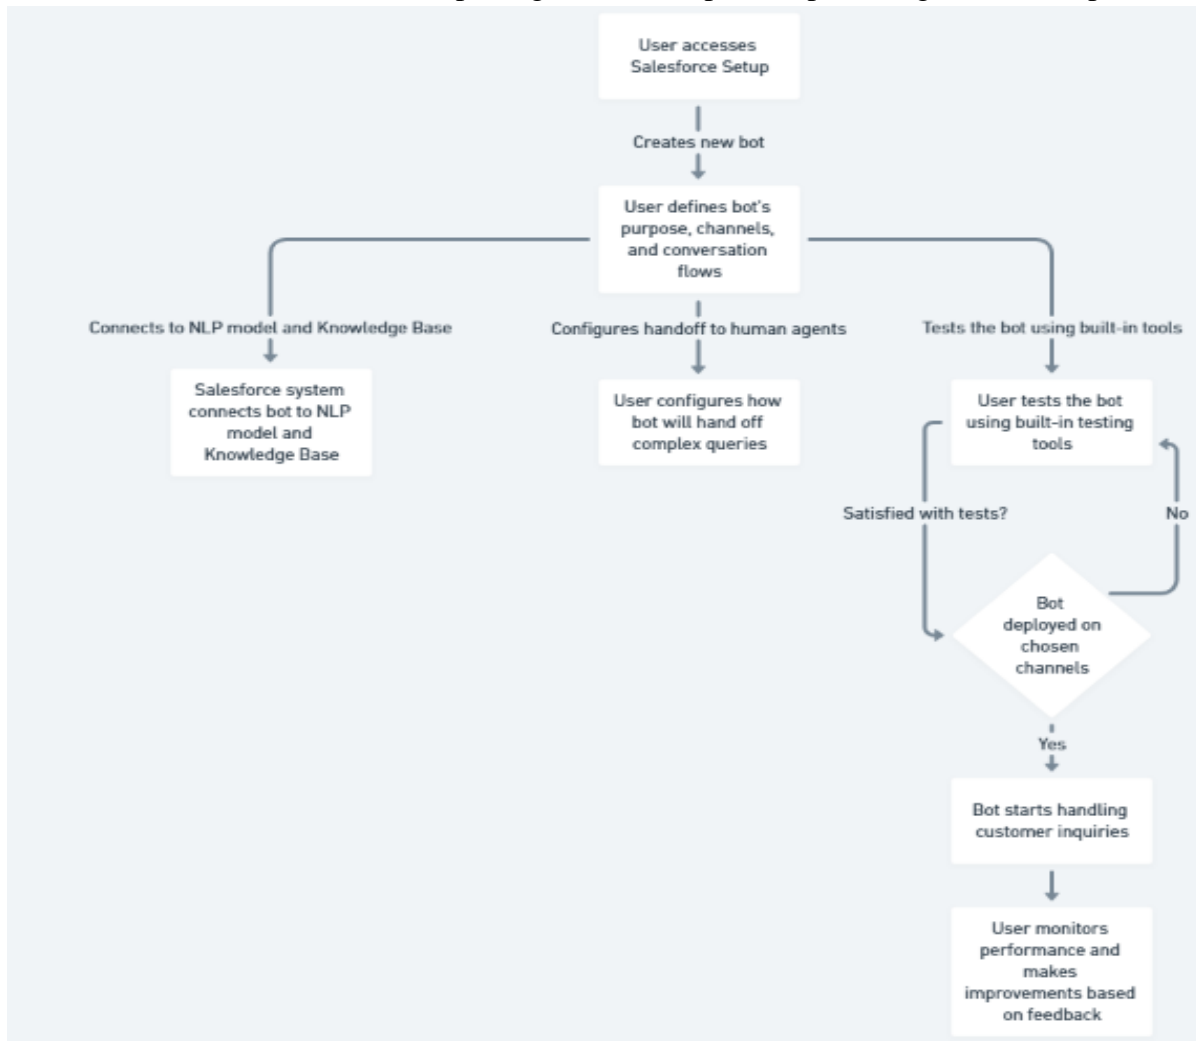 User accesses
Salesforce Setup
Creates new bot
User defines bot's
purpose, channels,
and conversation
flows
Connects to NLP model and Knowledge Base
Configures handoff to human agents
Tests the bot using built-in tools
Salesforce system
connects bot to NLP
model and
Knowledge Base
User configures how
bot will hand off
complex queries
User tests the bot
using built-in testing
tools
Satisfied with tests?
No
Bot
deployed on
chosen
channels
Yes
Bot starts handling
customer inquiries
User monitors
performance and
makes
improvements based
on feedback